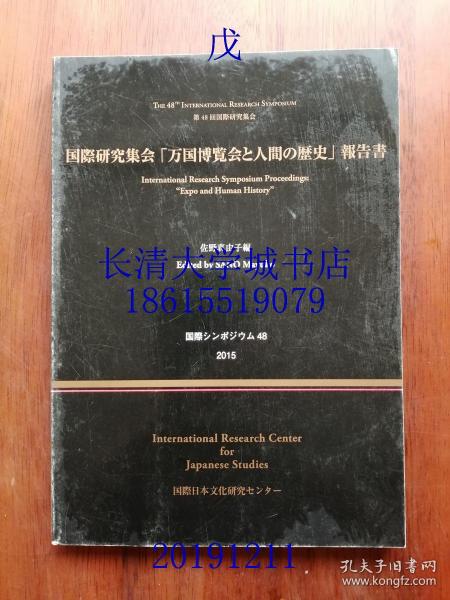 戊
THE 48TH INTERNATIONAL RESEARCH SYMPOSIUM
第 48 回国際研究集会
国際研究集会「万国博覧会と人間の歴史」報告書
International Research Symposium Proceedings:
“Expo and Human History”
佐野真由子編
Edited by SANO
长清大学城书店
18615519079
国際シンポジウム 48
2015
International Research Center
for
Japanese Studies
国際日本文化研究センター
20191211
孔夫子旧书网
www.kongfz.com